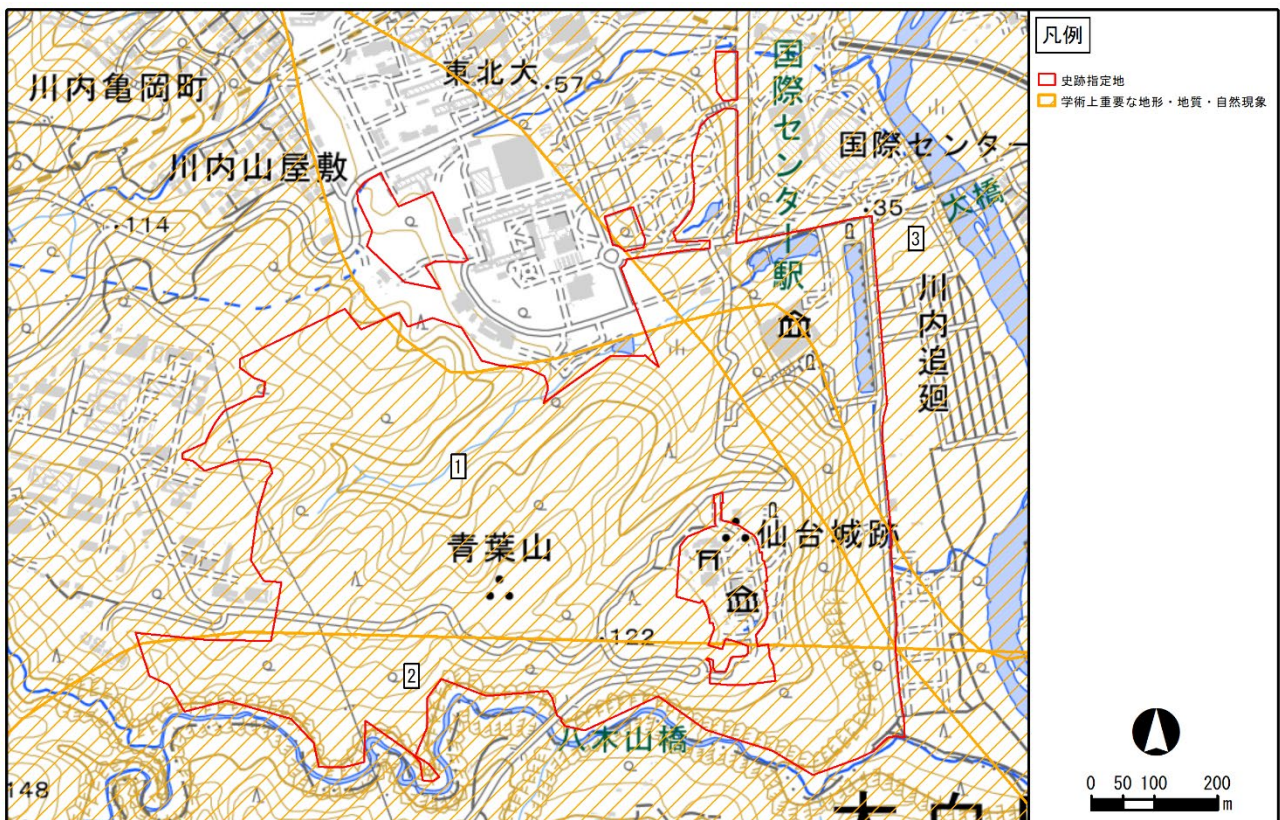 川内亀岡町
東北大
57
国際センター駅
国際センター
川内山屋敷
大橋
35
114
3
川内追廻
1
仙台城跡
青葉山
122
2
八木山橋
148
凡例
史跡指定地
学術上重要な地形・地質・自然現象
0 50 100 200
m